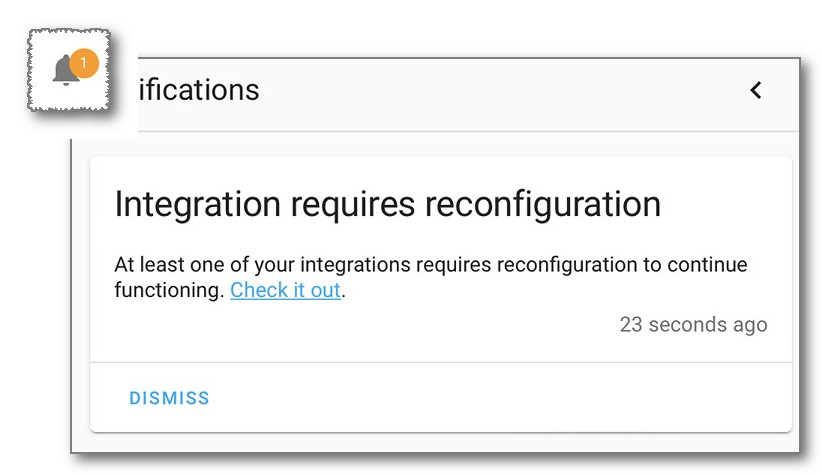 1
ifications
Integration requires reconfiguration
At least one of your integrations requires reconfiguration to continue
functioning. Check it out.
23 seconds ago
DISMISS